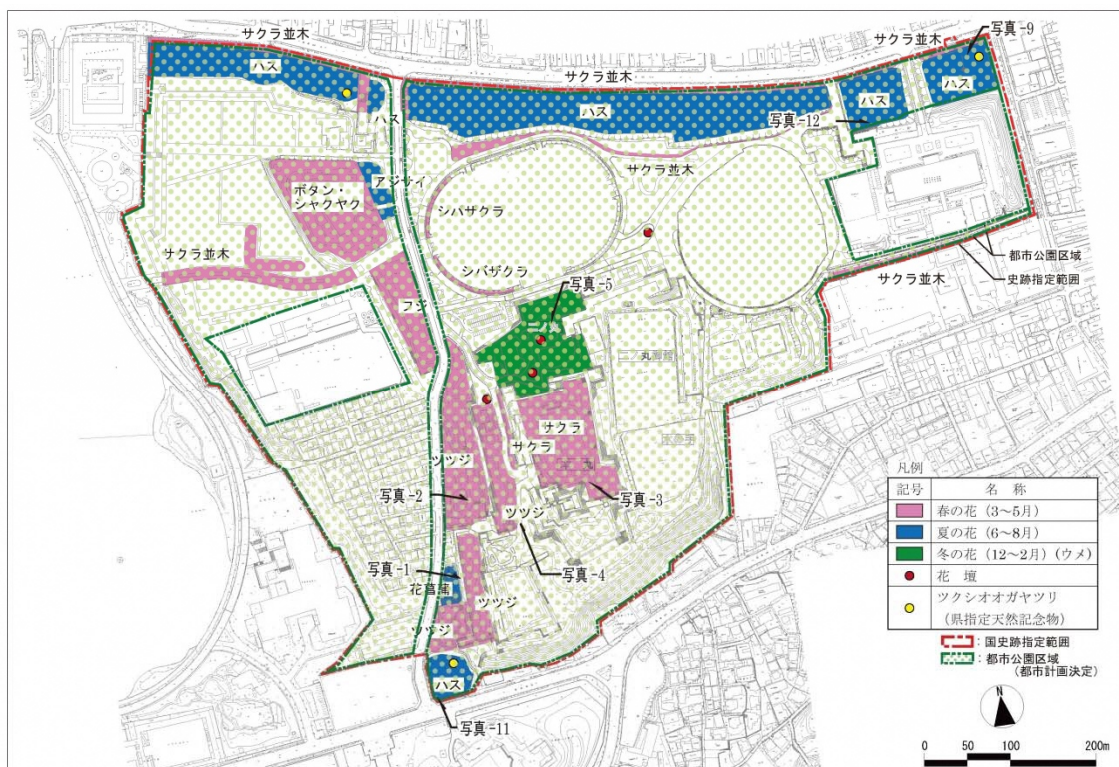 サクラ並木
サクラ並木
写真-9
サクラ並木
ハス
ハス
ハス
ハス
ハス
写真-12
アジサイ
サクラ並木
ボタン・
シャクヤク
シバザクラ
サクラ並木
シバザクラ
都市公園区域
史跡指定範囲
サクラ並木
写真-5
フジ
二ノ丸
二ノ丸御殿
サクラ
サクラ
ツツジ
写真-2
写真-3
ツツジ
写真-1
写真-4
花菖蒲
ツツジ
ツツジ
ハス
写真-11
凡例
記号 名 称
春の花 (3~5月)
夏の花 (6~8月)
冬の花 (12~2月) (ウメ)
花 壇
ツクシオオガヤツリ
(県指定天然記念物)
:国史跡指定範囲
:都市公園区域
(都市計画決定)
N
0 50 100 200m